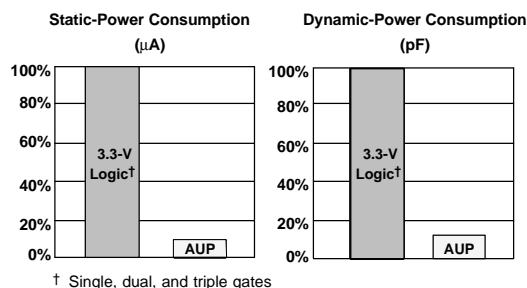 Static-Power Consumption
(μA)
100%
80%
60%
40%
20%
0%
3.3-V
Logic†
AUP
Dynamic-Power Consumption
(pF)
100%
80%
60%
40%
20%
0%
3.3-V
Logic†
AUP
† Single, dual, and triple gates